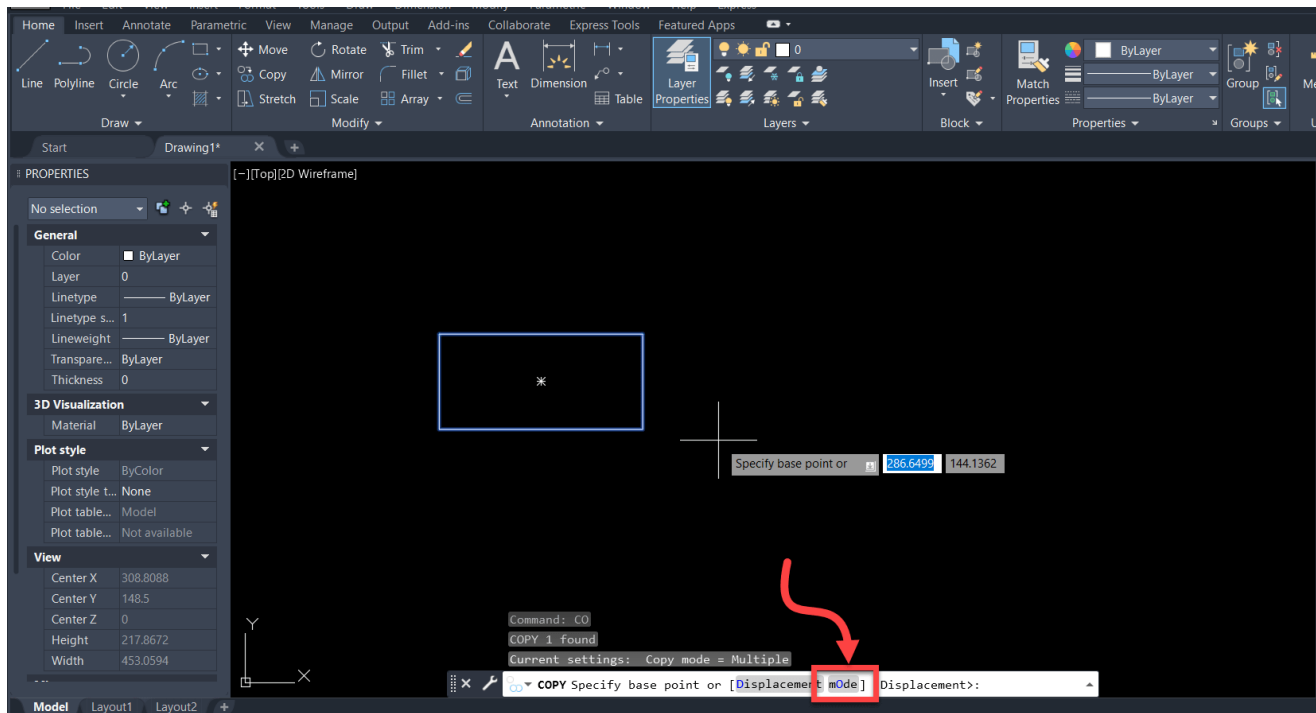 Home Insert Annotate Parametric View Manage Output Add-ins Collaborate Express Tools Featured Apps
Move Rotate Trim 0 ByLayer
Copy Mirror Fillet ByLayer
Line Polyline Circle Arc Text Dimension Layer Properties Insert Match Properties Group
Stretch Scale Array Table ByLayer
Draw Modify Annotation Layers Block Properties Groups
Start Drawing1*
PROPERTIES
[−][Top][2D Wireframe]
No selection
General
Color ByLayer
Layer 0
Linetype ByLayer
Linetype s... 1
Lineweight ByLayer
Transpare... ByLayer
Thickness 0
3D Visualization
Material ByLayer
Plot style
Plot style ByColor
Plot style t... None
Plot table... Model
Plot table... Not available
View
Center X 308.8088
Center Y 148.5
Center Z 0
Height 217.8672
Width 453.0594
Specify base point or 286.6499 144.1362
Y
X
Command: CO
COPY 1 found
Current settings: Copy mode = Multiple
COPY Specify base point or [Displacement mOde] Displacement>:
Model Layout1 Layout2 +